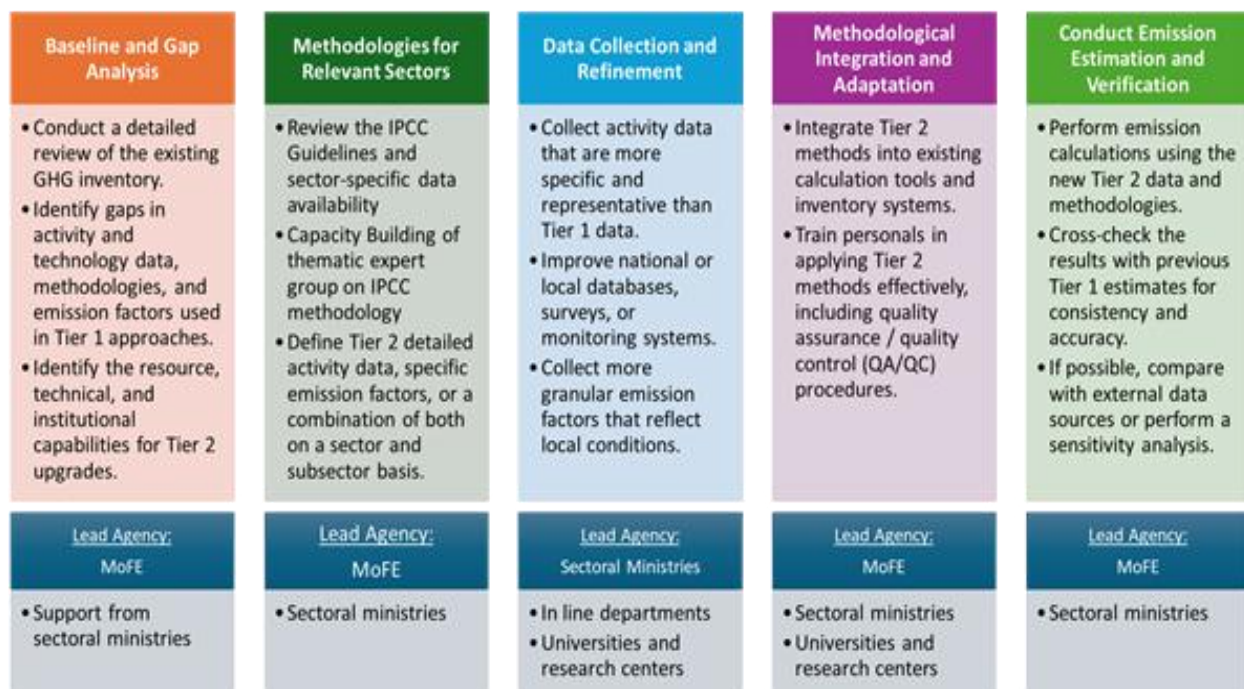 Baseline and Gap
Analysis
• Conduct a detailed
review of the existing
GHG inventory.
• Identify gaps in
activity and
technology data,
methodologies, and
emission factors used
in Tier 1 approaches.
• Identify the resource,
technical, and
institutional
capabilities for Tier 2
upgrades.
Lead Agency:
MoFE
• Support from
sectoral ministries
Methodologies for
Relevant Sectors
• Review the IPCC
Guidelines and
sector-specific data
availability
• Capacity Building of
thematic expert
group on IPCC
methodology
• Define Tier 2 detailed
activity data, specific
emission factors, or a
combination of both
on a sector and
subsector basis.
Lead Agency:
MoFE
• Sectoral ministries
Data Collection and
Refinement
• Collect activity data
that are more
specific and
representative than
Tier 1 data.
• Improve national or
local databases,
surveys, or
monitoring systems.
• Collect more
granular emission
factors that reflect
local conditions.
Lead Agency:
Sectoral Ministries
• In line departments
• Universities and
research centers
Methodological
Integration and
Adaptation
• Integrate Tier 2
methods into existing
calculation tools and
inventory systems.
• Train personals in
applying Tier 2
methods effectively,
including quality
assurance / quality
control (QA/QC)
procedures.
Lead Agency:
MoFE
• Sectoral ministries
• Universities and
research centers
Conduct Emission
Estimation and
Verification
• Perform emission
calculations using the
new Tier 2 data and
methodologies.
• Cross-check the
results with previous
Tier 1 estimates for
consistency and
accuracy.
• If possible, compare
with external data
sources or perform a
sensitivity analysis.
Lead Agency:
MoFE
• Sectoral ministries